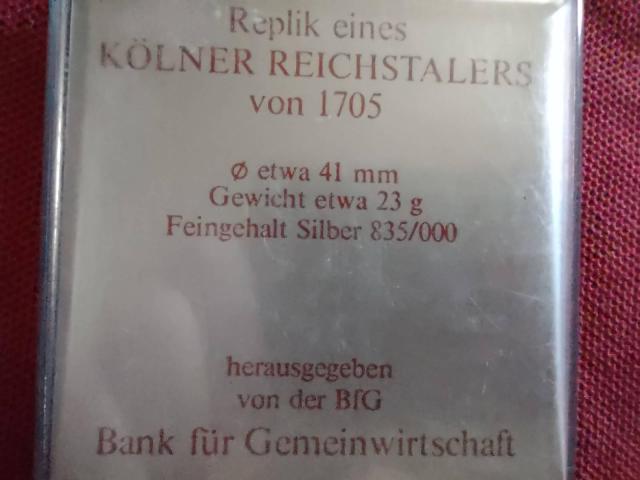 Replik eines
KÖLNER REICHSTALERS
von 1705
Ø etwa 41 mm
Gewicht etwa 23 g
Feingehalt Silber 835/000
herausgegeben
von der BfG
Bank für Gemeinwirtschaft